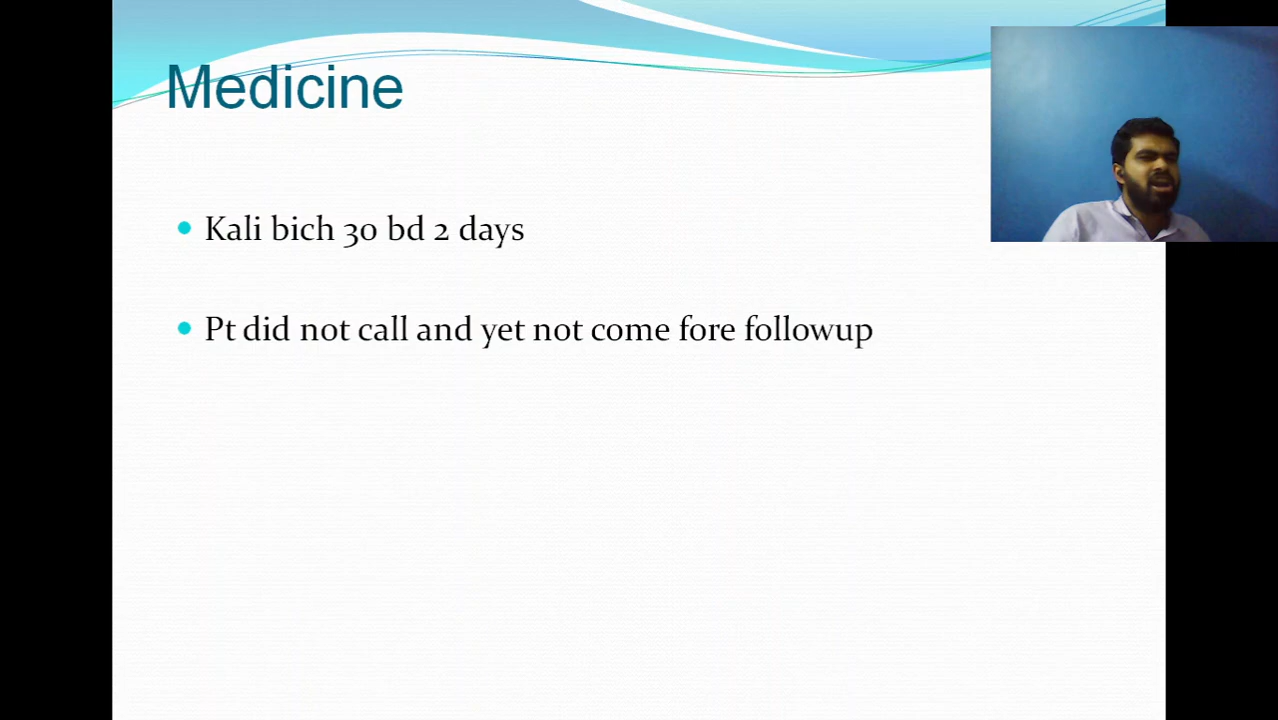 Medicine
Kali bich 30 bd 2 days
Pt did not call and yet not come fore followup